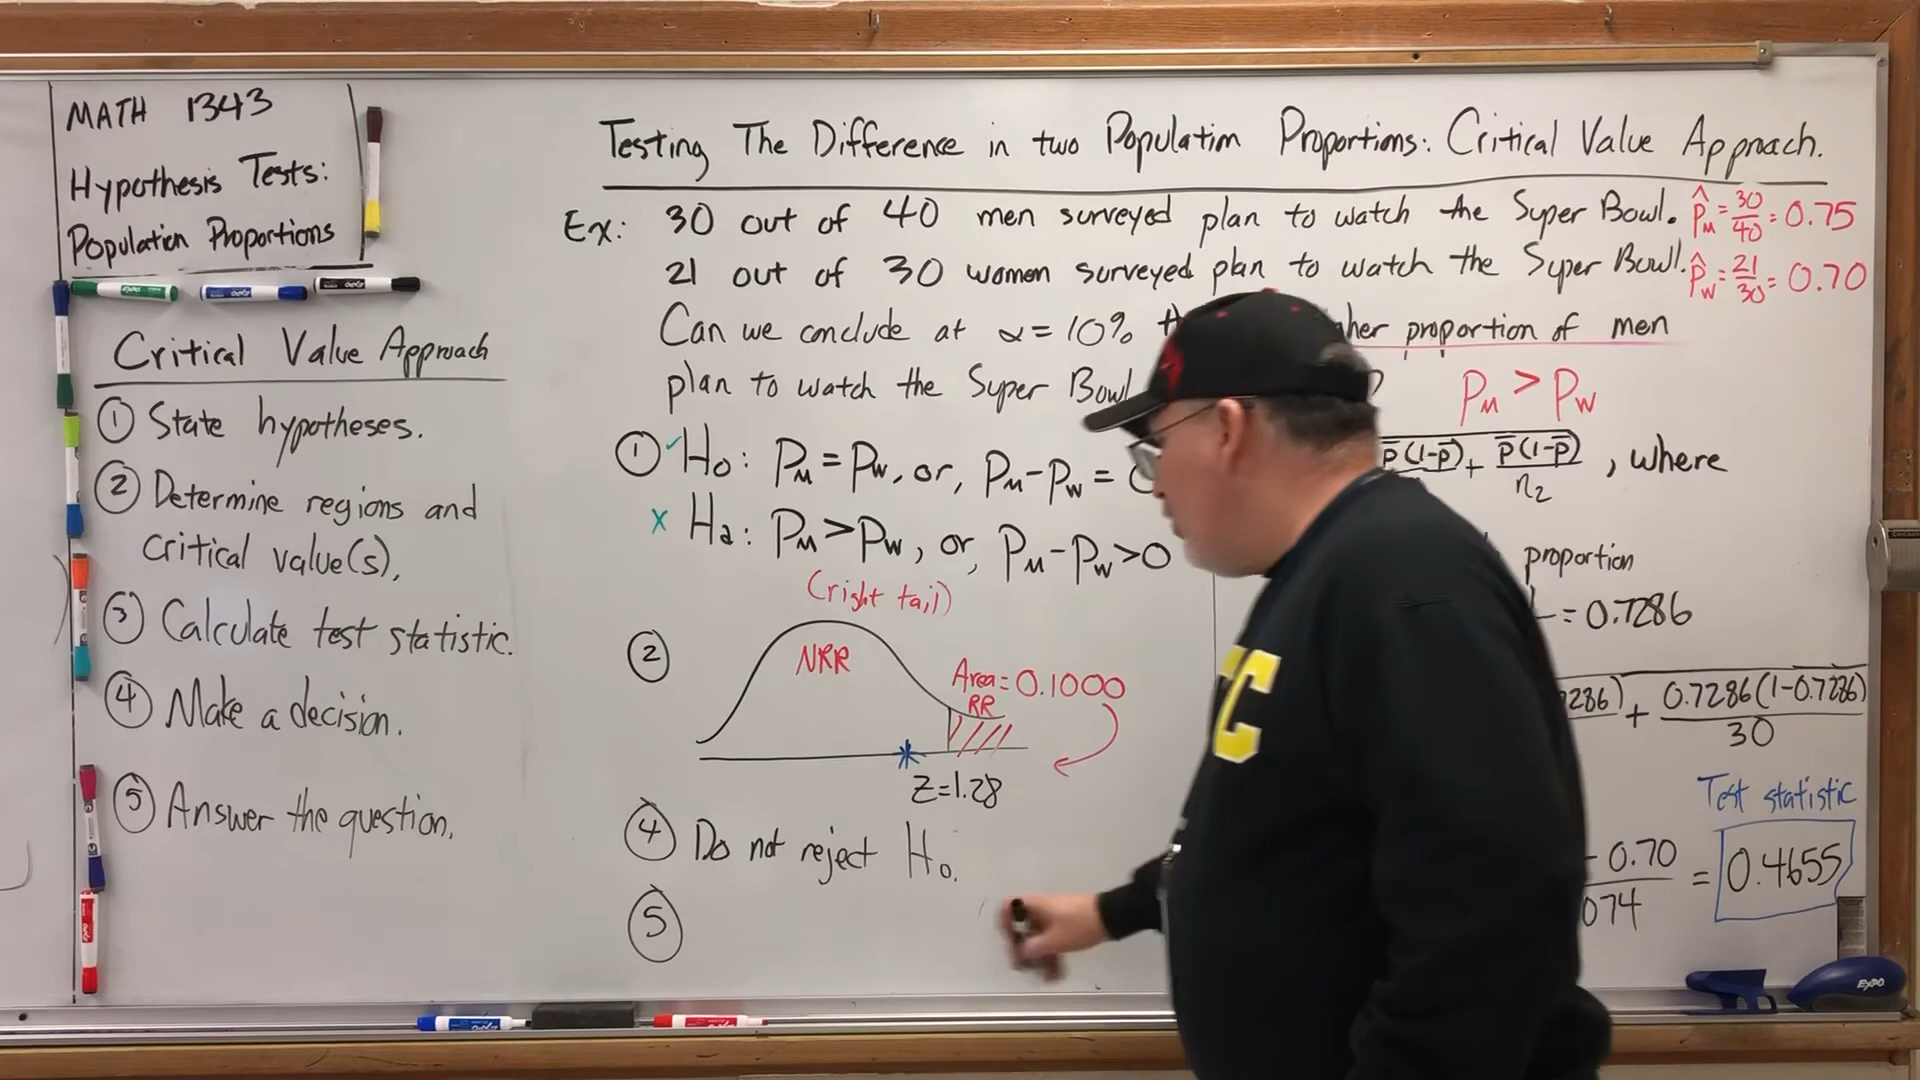 MATH 1343
Hypothesis Tests:
Population Proportions
Critical Value Approach
① State hypotheses.
② Determine regions and
critical value(s).
③ Calculate test statistic.
④ Make a decision.
⑤ Answer the question.
Testing The Difference in two Population Proportions: Critical Value Approach.
Ex: 30 out of 40 men surveyed plan to watch the Super Bowl. p̂M = 30/40 = 0.75
21 out of 30 women surveyed plan to watch the Super Bowl. p̂W = 21/30 = 0.70
Can we conclude at α = 10% proportion of men
plan to watch the Super Bowl
PM > PW
① ✓ H0: PM = PW, or, PM - PW =
x Ha: PM > PW, or, PM - PW > 0
(right tail)
② NRR
Area = 0.1000
RR
Z = 1.28
④ Do not reject H0.
⑤
p̄(1-p̄) + p̄(1-p̄)/n2, where
proportion
= 0.7286
286) + 0.7286(1-0.7286)/30
Test statistic
- 0.70
074
= 0.4655
C
EXPO